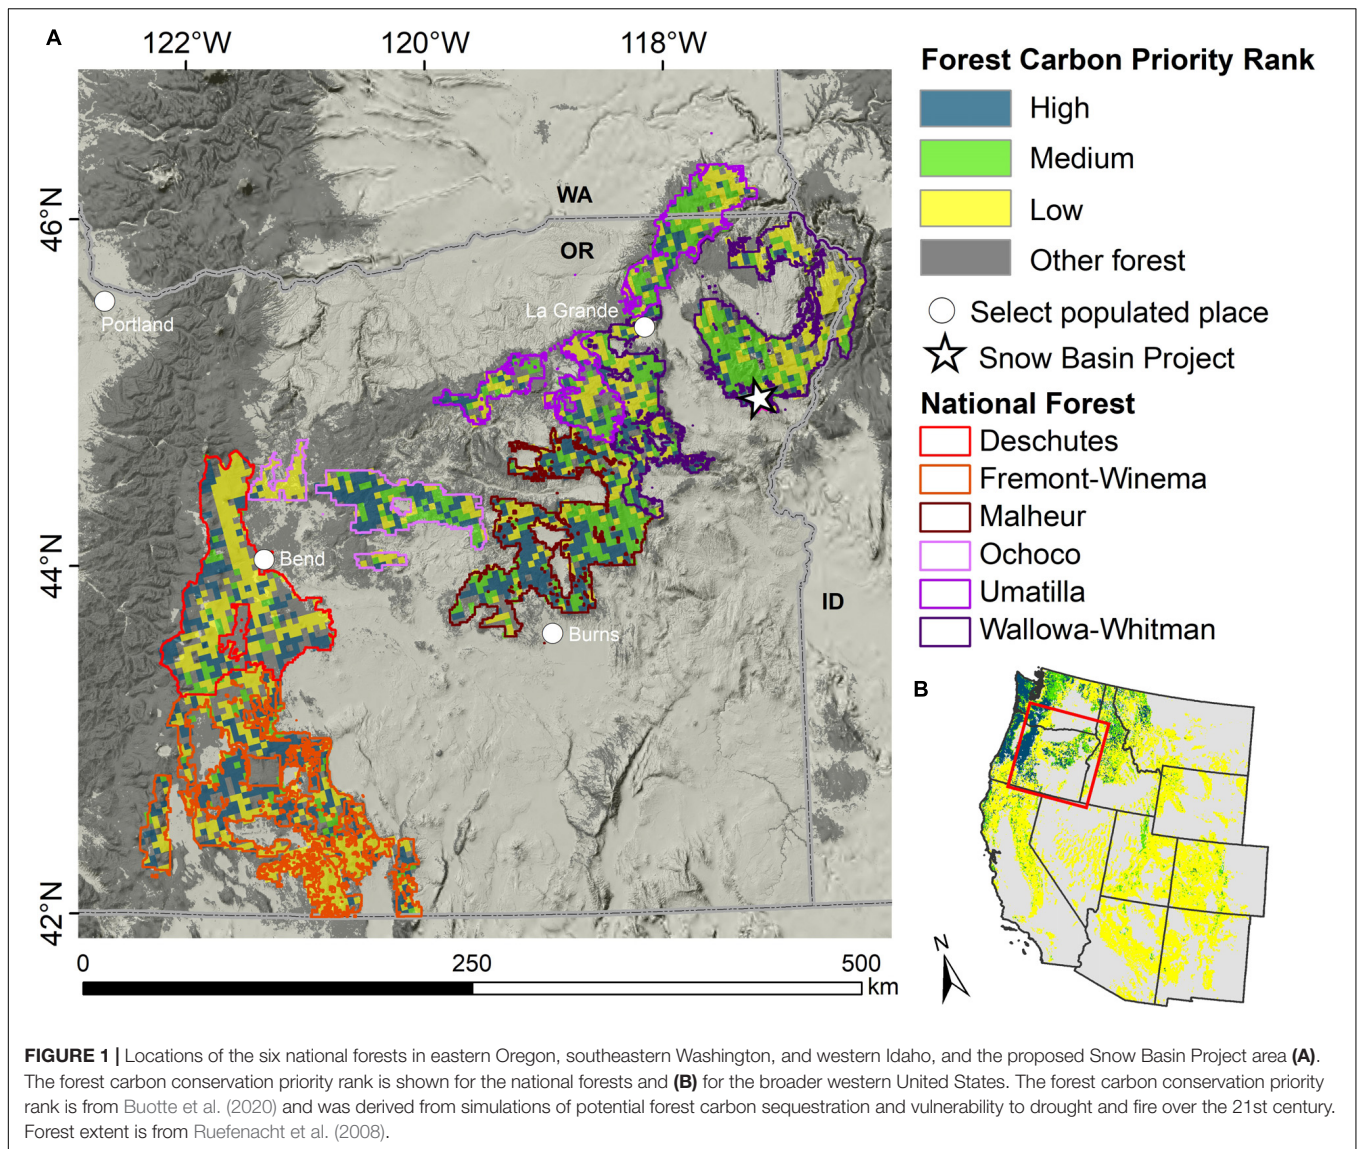 A
122°W 120°W 118°W
46°N
44°N
42°N
WA
OR
ID
Portland
La Grande
Bend
Burns
0 250 500
km
Forest Carbon Priority Rank
High
Medium
Low
Other forest
Select populated place
Snow Basin Project
National Forest
Deschutes
Fremont-Winema
Malheur
Ochoco
Umatilla
Wallowa-Whitman
B
N
FIGURE 1 | Locations of the six national forests in eastern Oregon, southeastern Washington, and western Idaho, and the proposed Snow Basin Project area (A).
The forest carbon conservation priority rank is shown for the national forests and (B) for the broader western United States. The forest carbon conservation priority
rank is from Buotte et al. (2020) and was derived from simulations of potential forest carbon sequestration and vulnerability to drought and fire over the 21st century.
Forest extent is from Ruefenacht et al. (2008).